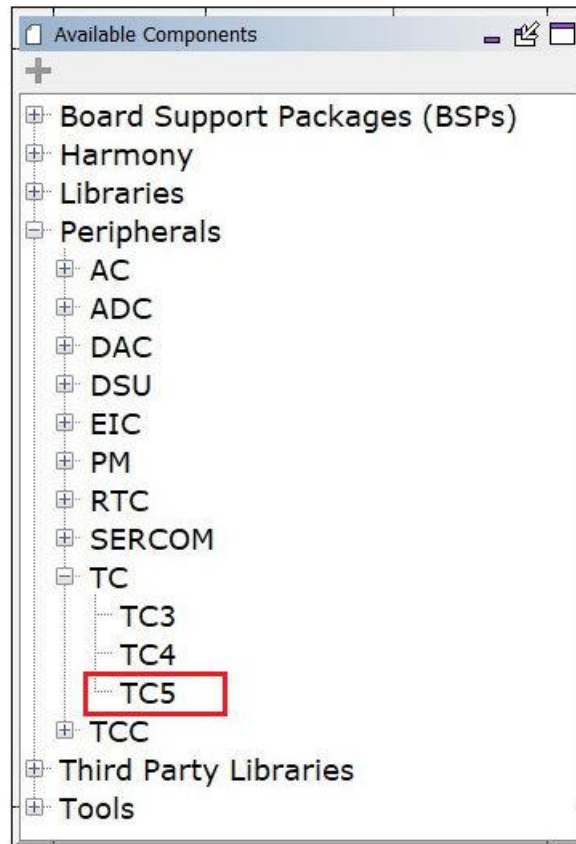 Available Components
Board Support Packages (BSPs)
Harmony
Libraries
Peripherals
AC
ADC
DAC
DSU
EIC
PM
RTC
SERCOM
TC
TC3
TC4
TC5
TCC
Third Party Libraries
Tools